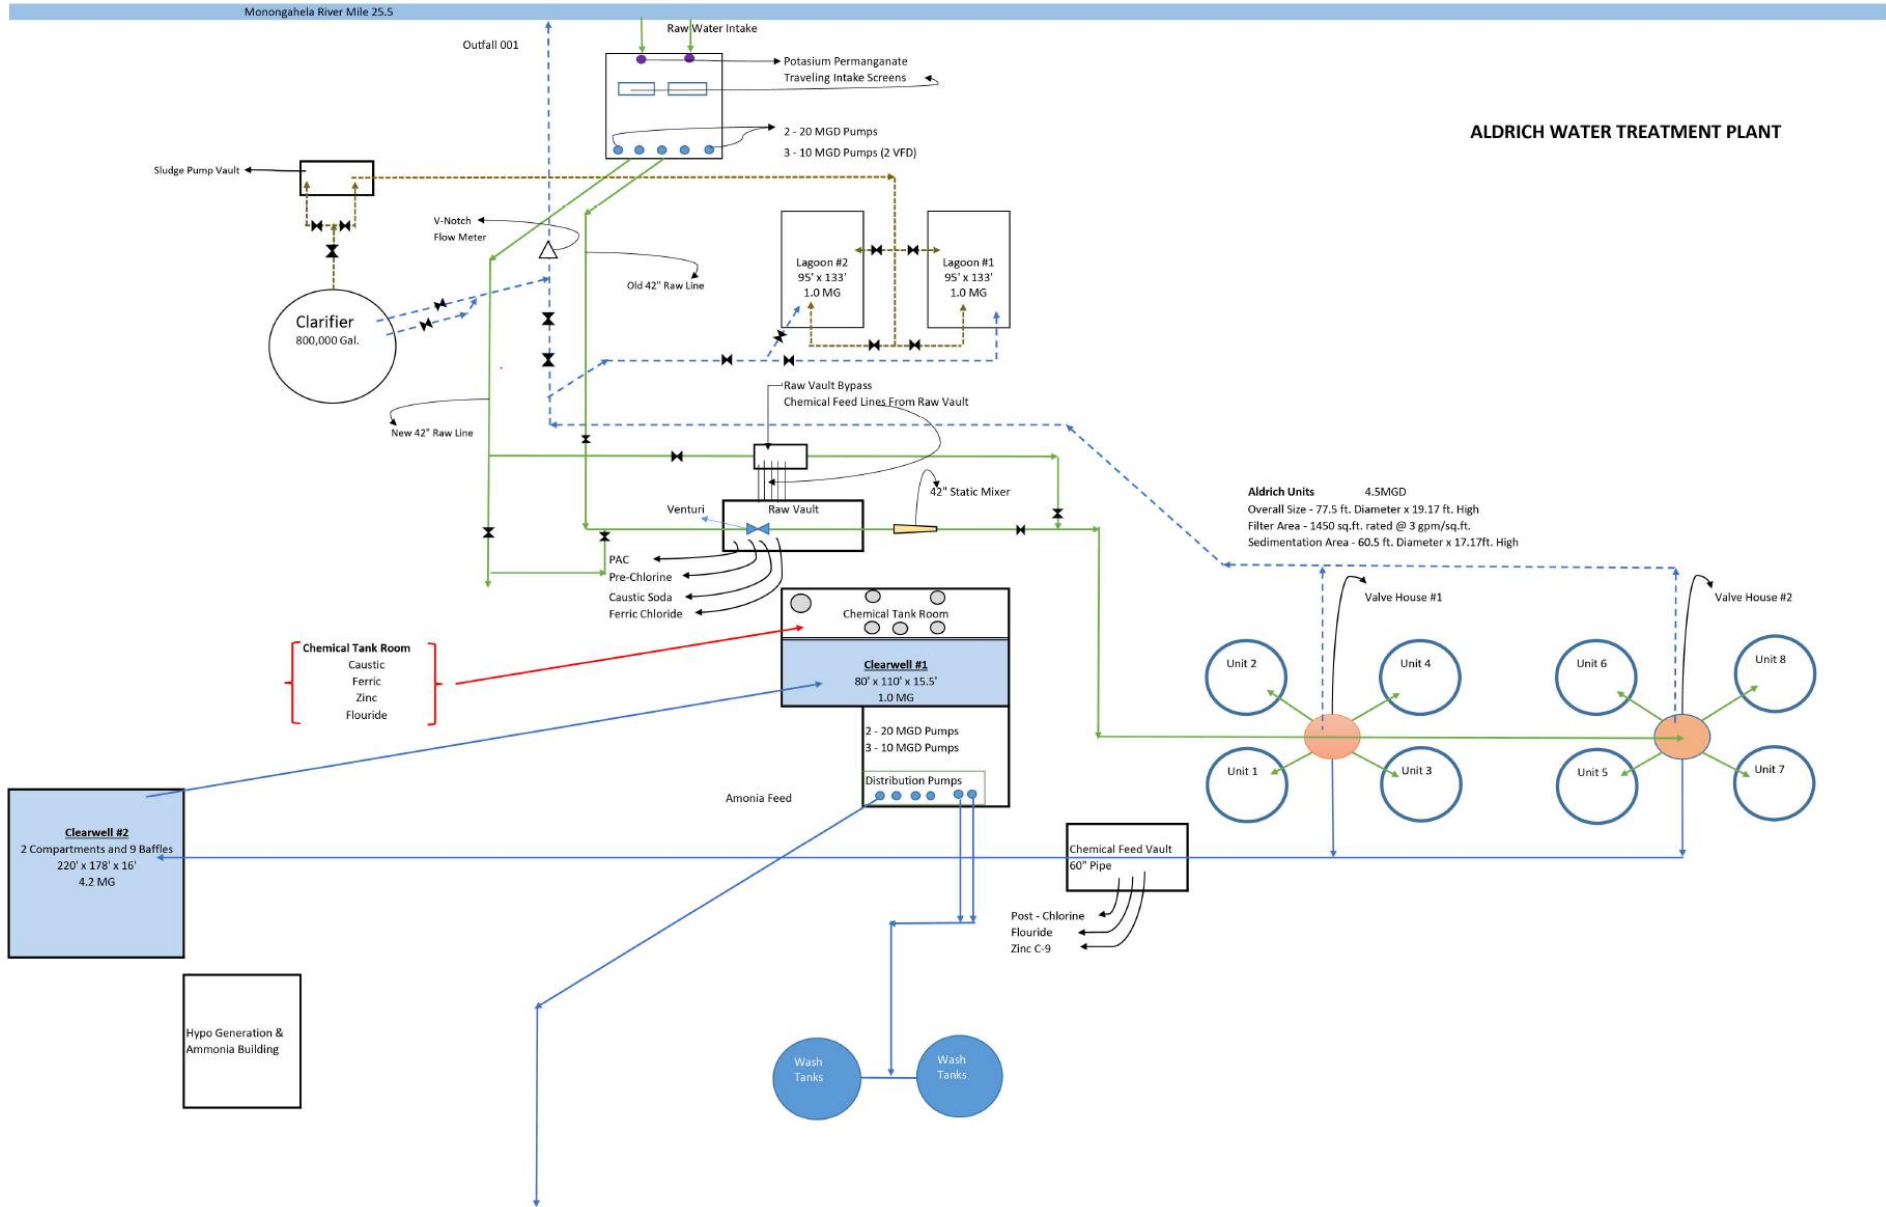 Monongahela River Mile 25.5
Outfall 001
Raw Water Intake
Potasium Permanganate
Traveling Intake Screens
2 - 20 MGD Pumps
3 - 10 MGD Pumps (2 VFD)
ALDRICH WATER TREATMENT PLANT
Sludge Pump Vault
V-Notch
Flow Meter
Old 42" Raw Line
Lagoon #2
95' x 133'
1.0 MG
Lagoon #1
95' x 133'
1.0 MG
Clarifier
800,000 Gal.
New 42" Raw Line
Raw Vault Bypass
Chemical Feed Lines From Raw Vault
42" Static Mixer
Venturi
Raw Vault
PAC
Pre-Chlorine
Caustic Soda
Ferric Chloride
Aldrich Units 4.5MGD
Overall Size - 77.5 ft. Diameter x 19.17 ft. High
Filter Area - 1450 sq.ft. rated @ 3 gpm/sq.ft.
Sedimentation Area - 60.5 ft. Diameter x 17.17ft. High
Valve House #1
Valve House #2
Unit 2
Unit 4
Unit 6
Unit 8
Unit 1
Unit 3
Unit 5
Unit 7
Chemical Tank Room
Chemical Tank Room
Caustic
Ferric
Zinc
Flouride
Clearwell #1
80' x 110' x 15.5'
1.0 MG
2 - 20 MGD Pumps
3 - 10 MGD Pumps
Distribution Pumps
Amonia Feed
Clearwell #2
2 Compartments and 9 Baffles
220' x 178' x 16'
4.2 MG
Chemical Feed Vault
60" Pipe
Post - Chlorine
Flouride
Zinc C-9
Hypo Generation &
Ammonia Building
Wash
Tanks
Wash
Tanks